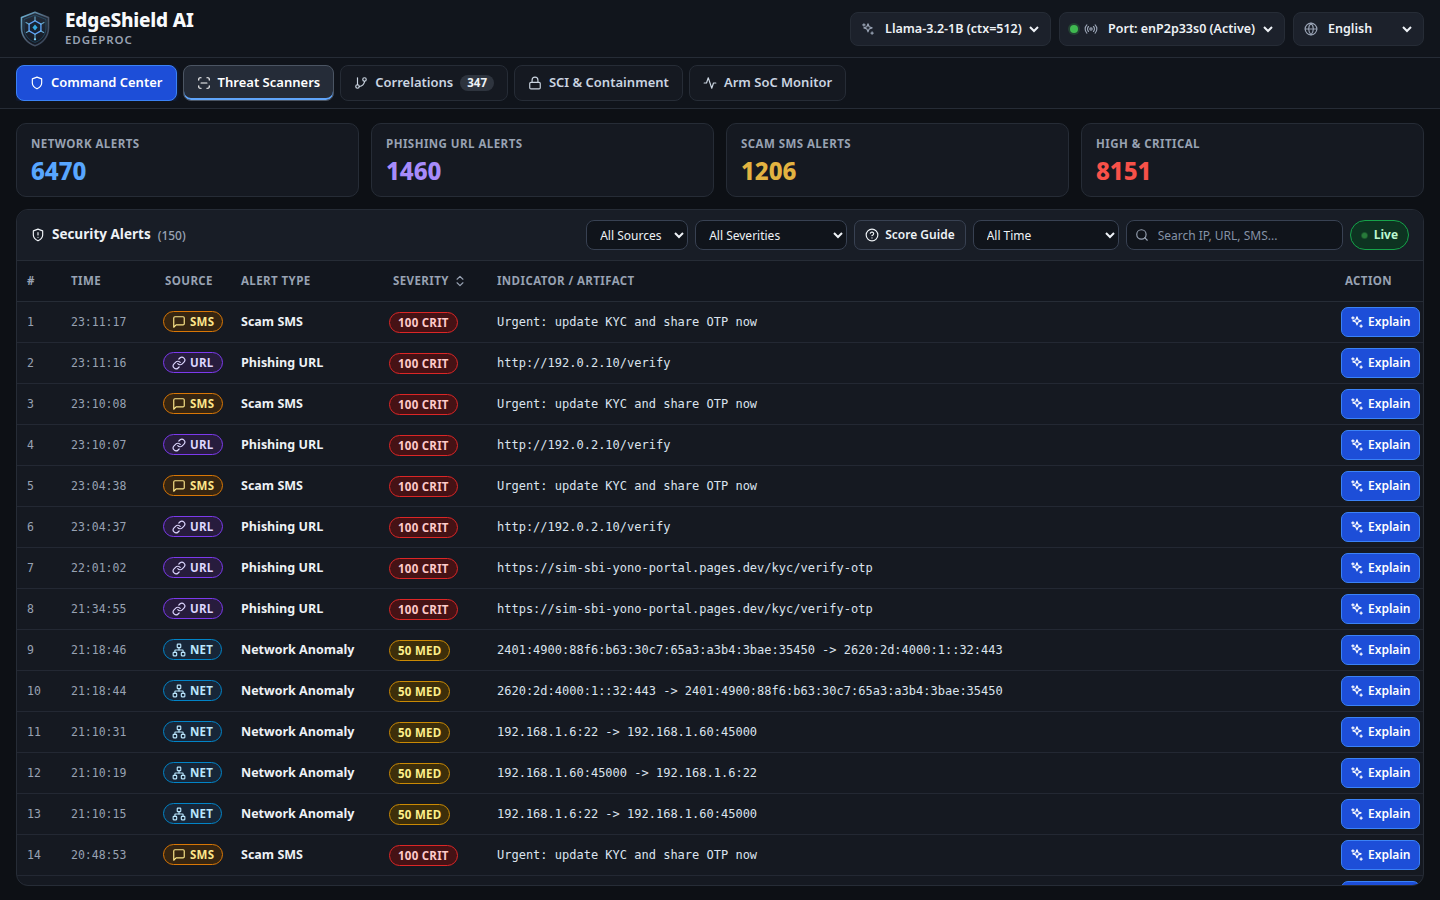 EdgeShield AI
EDGEPROC
Llama-3.2-1B (ctx=512)
Port: enP2p33s0 (Active)
English
Command Center
Threat Scanners
Correlations 347
SCI & Containment
Arm SoC Monitor
NETWORK ALERTS
6470
PHISHING URL ALERTS
1460
SCAM SMS ALERTS
1206
HIGH & CRITICAL
8151
Security Alerts (150)
All Sources
All Severities
Score Guide
All Time
Search IP, URL, SMS...
Live
# TIME SOURCE ALERT TYPE SEVERITY INDICATOR / ARTIFACT ACTION
1 23:11:17 SMS Scam SMS 100 CRIT Urgent: update KYC and share OTP now Explain
2 23:11:16 URL Phishing URL 100 CRIT http://192.0.2.10/verify Explain
3 23:10:08 SMS Scam SMS 100 CRIT Urgent: update KYC and share OTP now Explain
4 23:10:07 URL Phishing URL 100 CRIT http://192.0.2.10/verify Explain
5 23:04:38 SMS Scam SMS 100 CRIT Urgent: update KYC and share OTP now Explain
6 23:04:37 URL Phishing URL 100 CRIT http://192.0.2.10/verify Explain
7 22:01:02 URL Phishing URL 100 CRIT https://sim-sbi-yono-portal.pages.dev/kyc/verify-otp Explain
8 21:34:55 URL Phishing URL 100 CRIT https://sim-sbi-yono-portal.pages.dev/kyc/verify-otp Explain
9 21:18:46 NET Network Anomaly 50 MED 2401:4900:88f6:b63:30c7:65a3:a3b4:3bae:35450 -> 2620:2d:4000:1::32:443 Explain
10 21:18:44 NET Network Anomaly 50 MED 2620:2d:4000:1::32:443 -> 2401:4900:88f6:b63:30c7:65a3:a3b4:3bae:35450 Explain
11 21:10:31 NET Network Anomaly 50 MED 192.168.1.6:22 -> 192.168.1.60:45000 Explain
12 21:10:19 NET Network Anomaly 50 MED 192.168.1.60:45000 -> 192.168.1.6:22 Explain
13 21:10:15 NET Network Anomaly 50 MED 192.168.1.6:22 -> 192.168.1.60:45000 Explain
14 20:48:53 SMS Scam SMS 100 CRIT Urgent: update KYC and share OTP now Explain